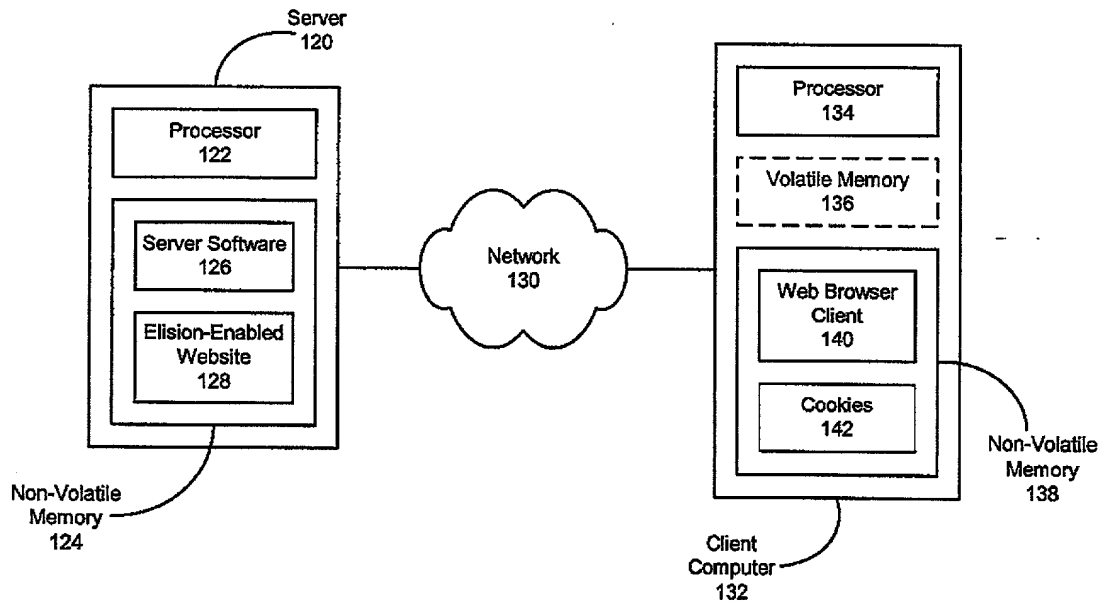 Server
120
Processor
122
Server Software
126
Elision-Enabled
Website
128
Non-Volatile
Memory
124
Network
130
Processor
134
Volatile Memory
136
Web Browser
Client
140
Cookies
142
Non-Volatile
Memory
138
Client
Computer
132